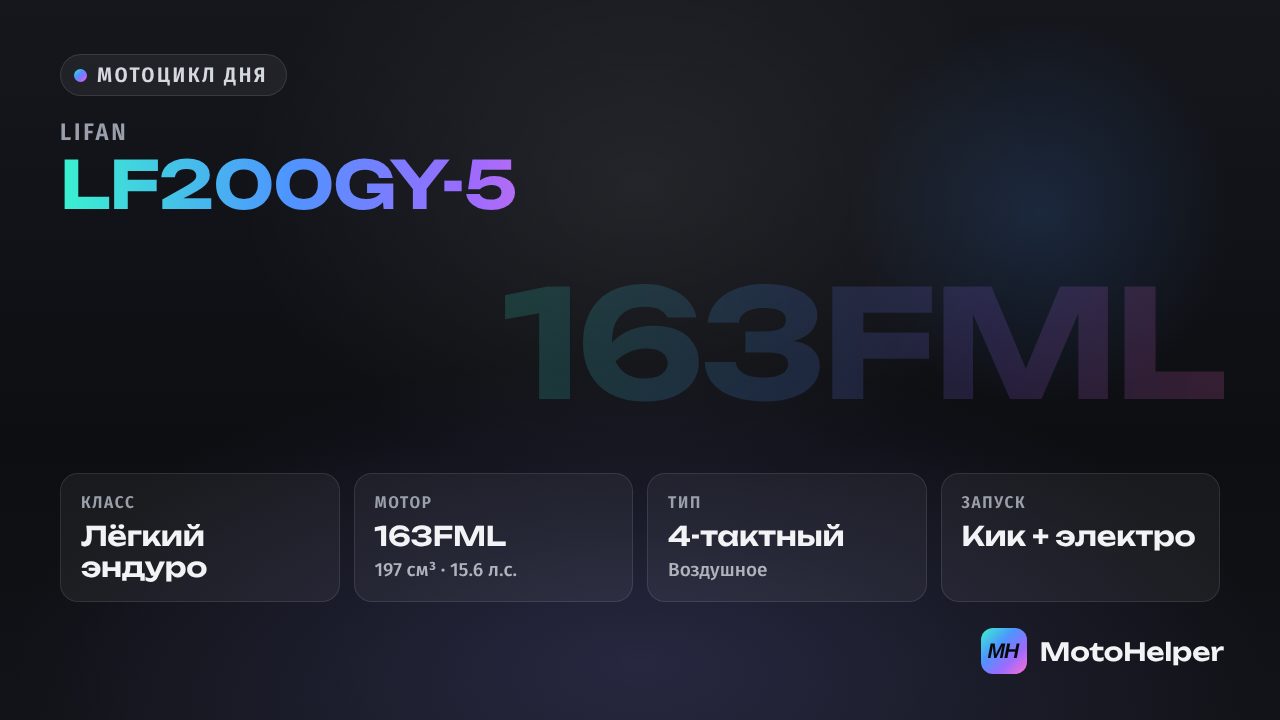 МОТОЦИКЛ ДНЯ
LIFAN
LF200GY-5
163FML
КЛАСС
Лёгкий
эндуро
МОТОР
163FML
197 см³ · 15.6 л.с.
ТИП
4-тактный
Воздушное
ЗАПУСК
Кик + электро
MH MotoHelper